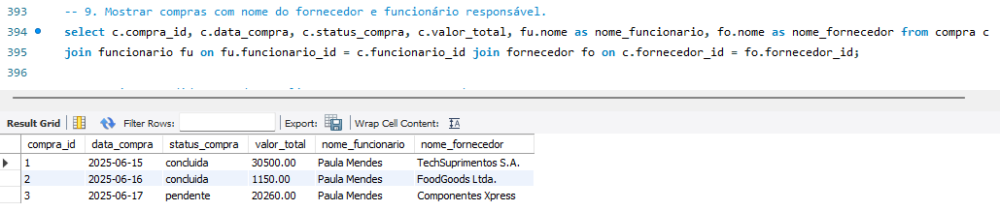 393 -- 9. Mostrar compras com nome do fornecedor e funcionário responsável.
394 select c.compra_id, c.data_compra, c.status_compra, c.valor_total, fu.nome as nome_funcionario, fo.nome as nome_fornecedor from compra c
395 join funcionario fu on fu.funcionario_id = c.funcionario_id join fornecedor fo on c.fornecedor_id = fo.fornecedor_id;
396
Result Grid Filter Rows: Export: Wrap Cell Content:
compra_id data_compra status_compra valor_total nome_funcionario nome_fornecedor
1 2025-06-15 concluida 30500.00 Paula Mendes TechSuprimentos S.A.
2 2025-06-16 concluida 1150.00 Paula Mendes FoodGoods Ltda.
3 2025-06-17 pendente 20260.00 Paula Mendes Componentes Xpress